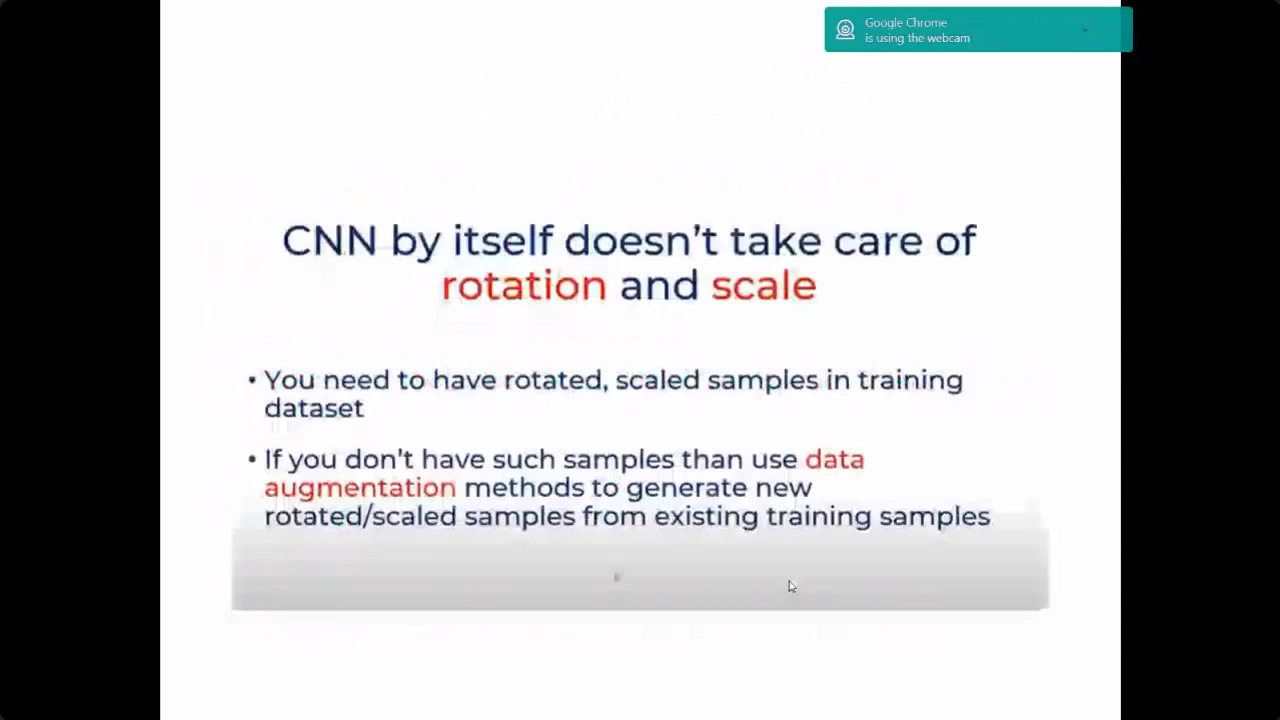 Google Chrome
is using the webcam
CNN by itself doesn't take care of
rotation and scale
• You need to have rotated, scaled samples in training
dataset
• If you don't have such samples than use data
augmentation methods to generate new
rotated/scaled samples from existing training samples